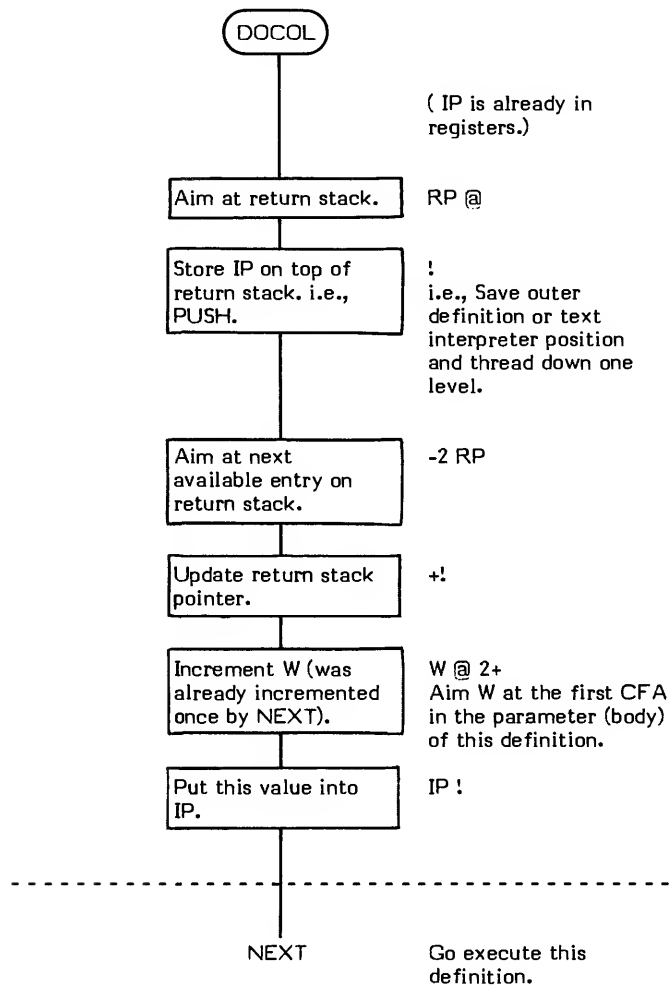 DOCOL
( IP is already in
registers.)
Aim at return stack.
RP @
Store IP on top of
return stack. i.e.,
PUSH.
!
i.e., Save outer
definition or text
interpreter position
and thread down one
level.
Aim at next
available entry on
return stack.
-2 RP
Update return stack
pointer.
+!
Increment W (was
already incremented
once by NEXT).
W @ 2+
Aim W at the first CFA
in the parameter (body)
of this definition.
Put this value into
IP.
IP !
NEXT
Go execute this
definition.